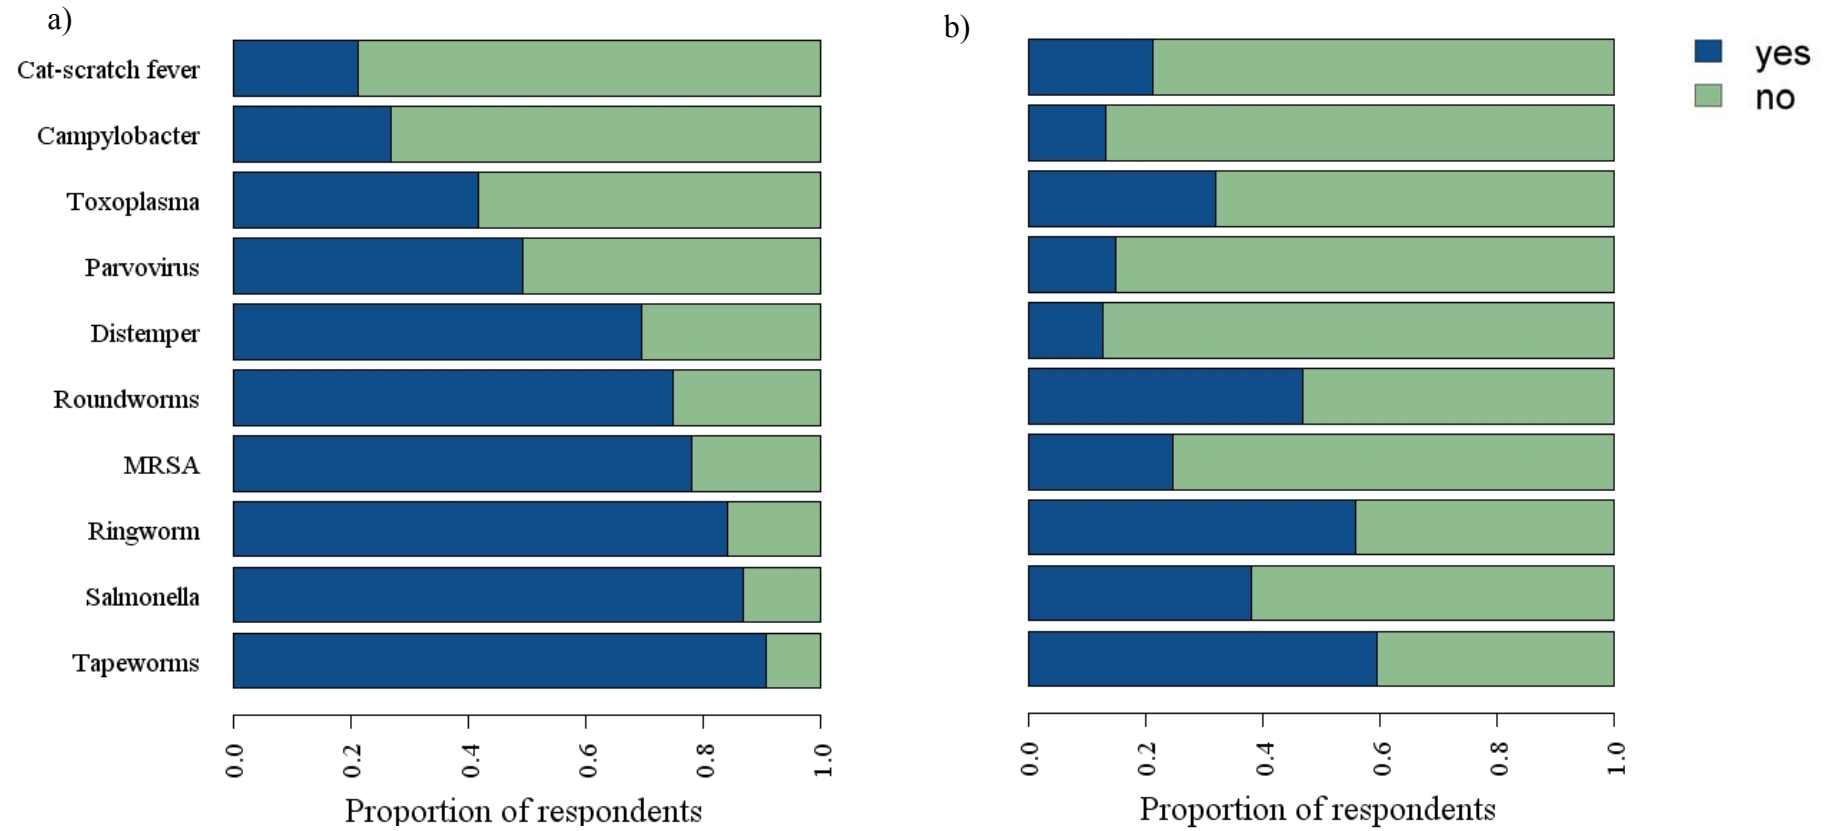 a)
Cat-scratch fever
Campylobacter
Toxoplasma
Parvovirus
Distemper
Roundworms
MRSA
Ringworm
Salmonella
Tapeworms
0.0 0.2 0.4 0.6 0.8 1.0
Proportion of respondents
b)
0.0 0.2 0.4 0.6 0.8 1.0
Proportion of respondents
yes
no